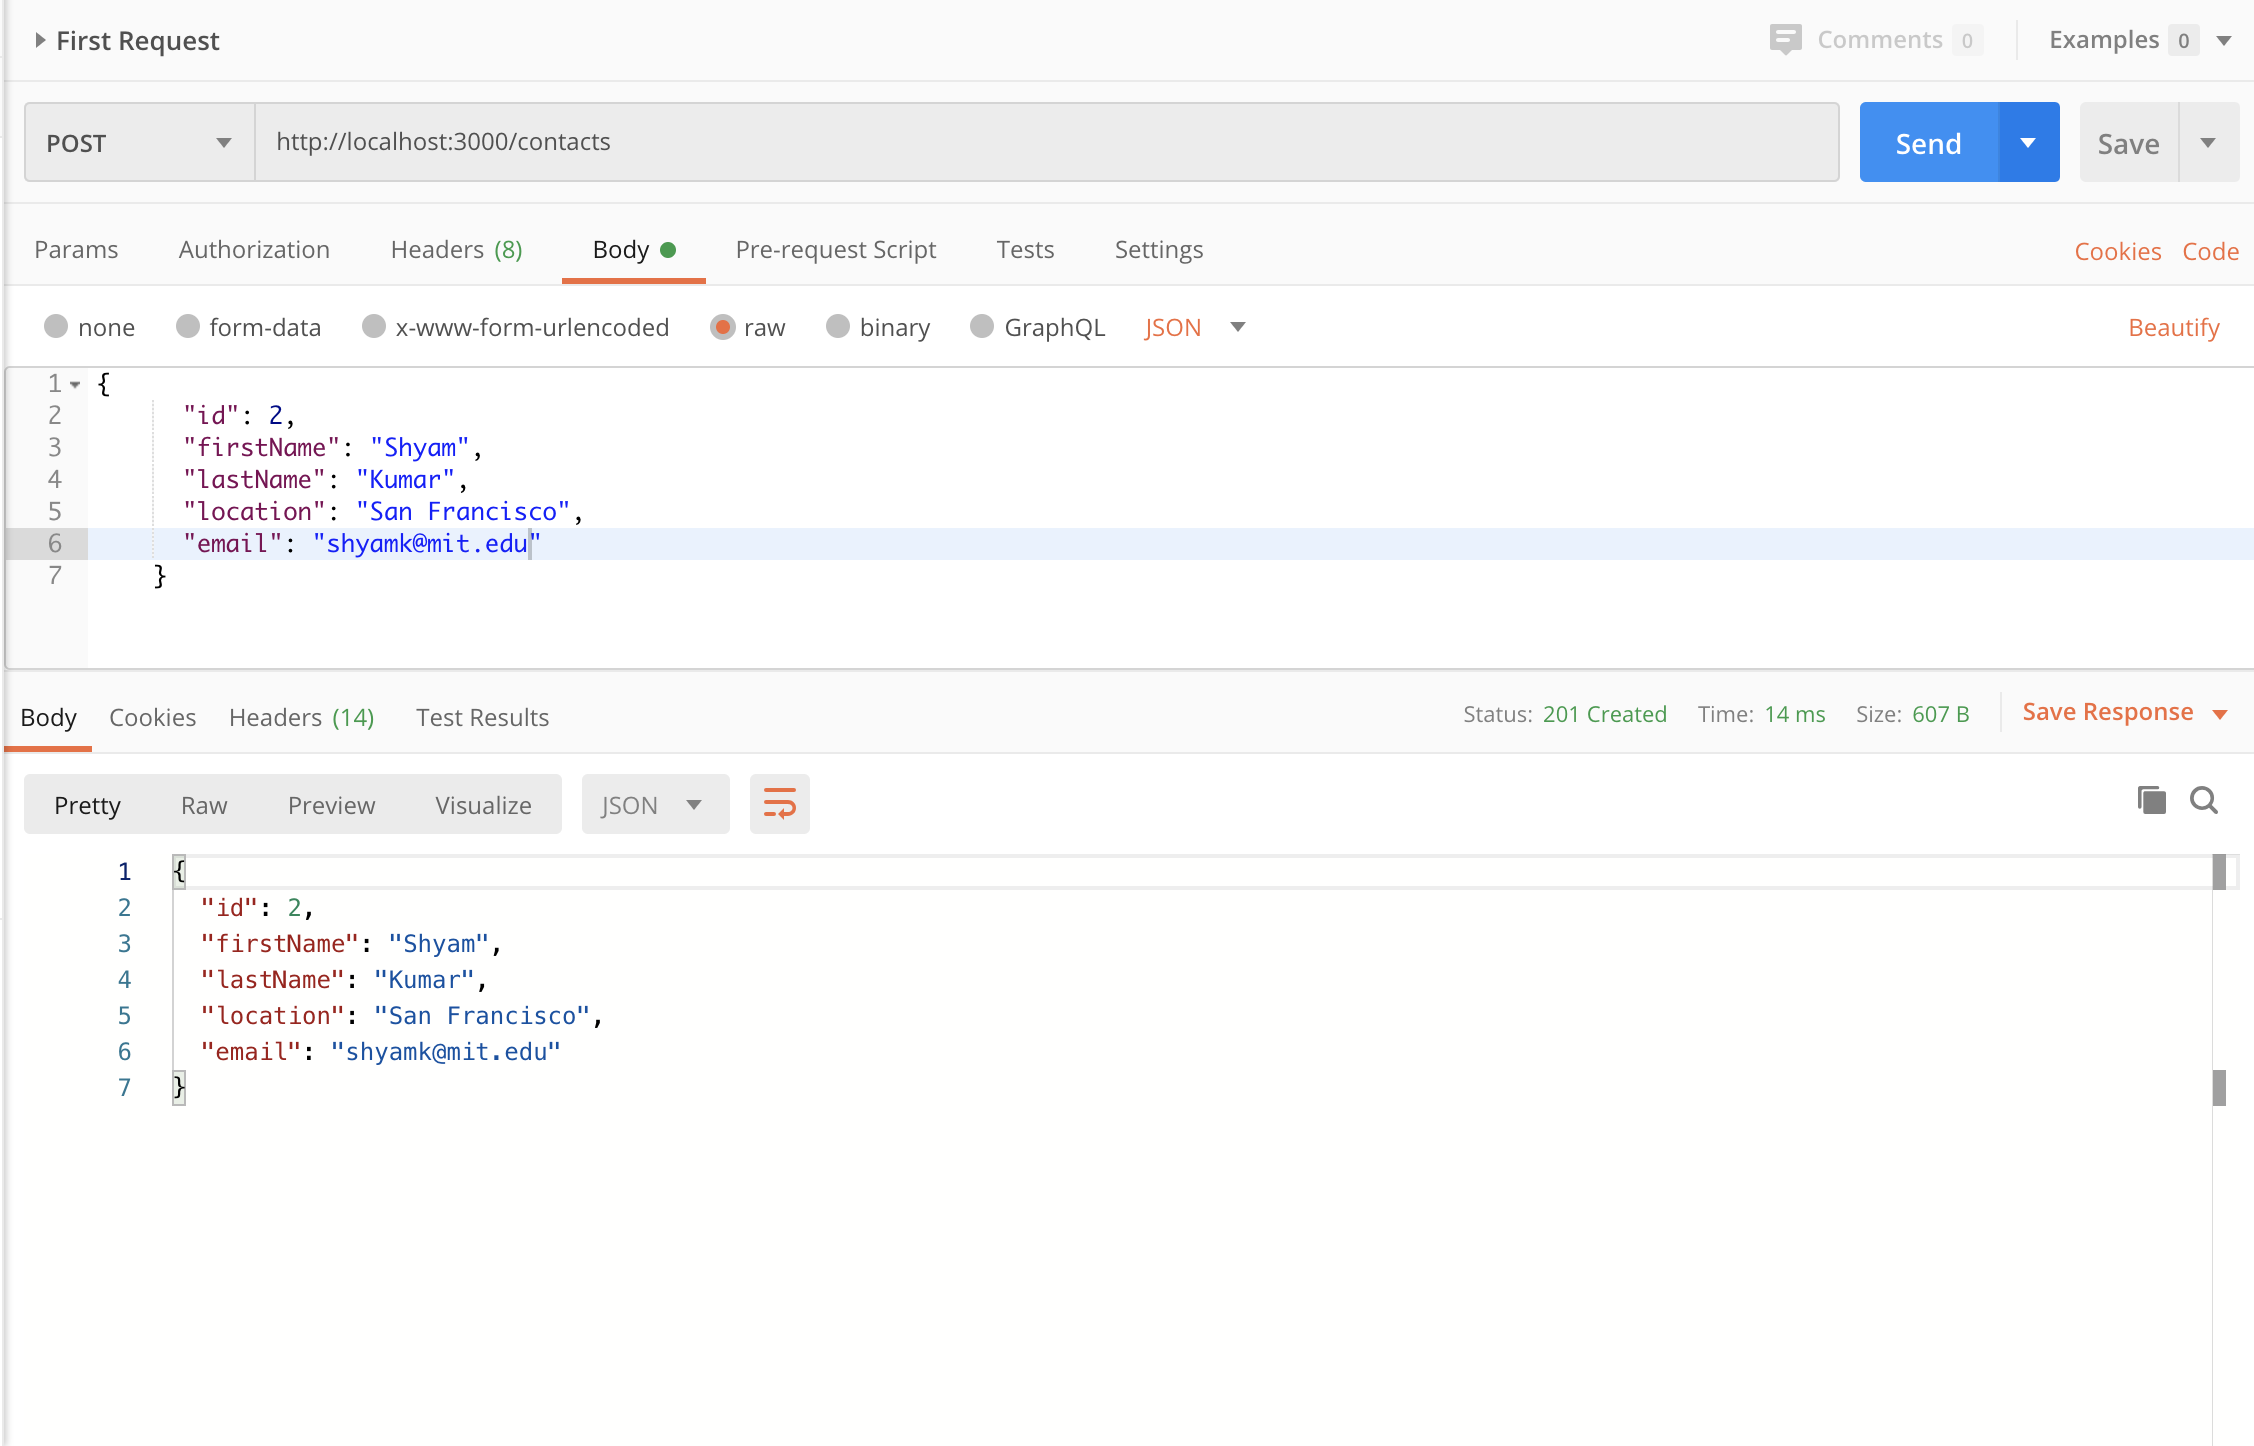 First Request
Comments 0 Examples 0
POST http://localhost:3000/contacts Send Save
Params Authorization Headers (8) Body Pre-request Script Tests Settings Cookies Code
none form-data x-www-form-urlencoded raw binary GraphQL JSON Beautify
1 {
2 "id": 2,
3 "firstName": "Shyam",
4 "lastName": "Kumar",
5 "location": "San Francisco",
6 "email": "shyamk@mit.edu"
7 }
Body Cookies Headers (14) Test Results Status: 201 Created Time: 14 ms Size: 607 B Save Response
Pretty Raw Preview Visualize JSON
1 {
2 "id": 2,
3 "firstName": "Shyam",
4 "lastName": "Kumar",
5 "location": "San Francisco",
6 "email": "shyamk@mit.edu"
7 }